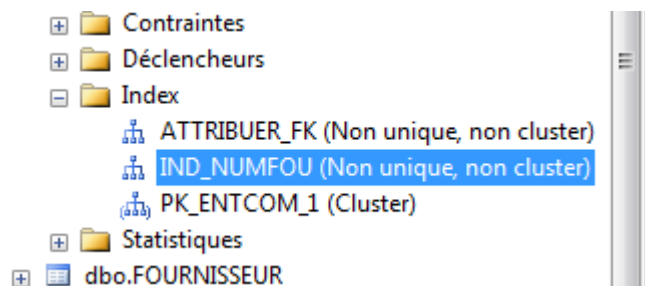 Contraintes
Déclencheurs
Index
ATTRIBUER_FK (Non unique, non cluster)
IND_NUMFOU (Non unique, non cluster)
PK_ENTCOM_1 (Cluster)
Statistiques
dbo.FOURNISSEUR